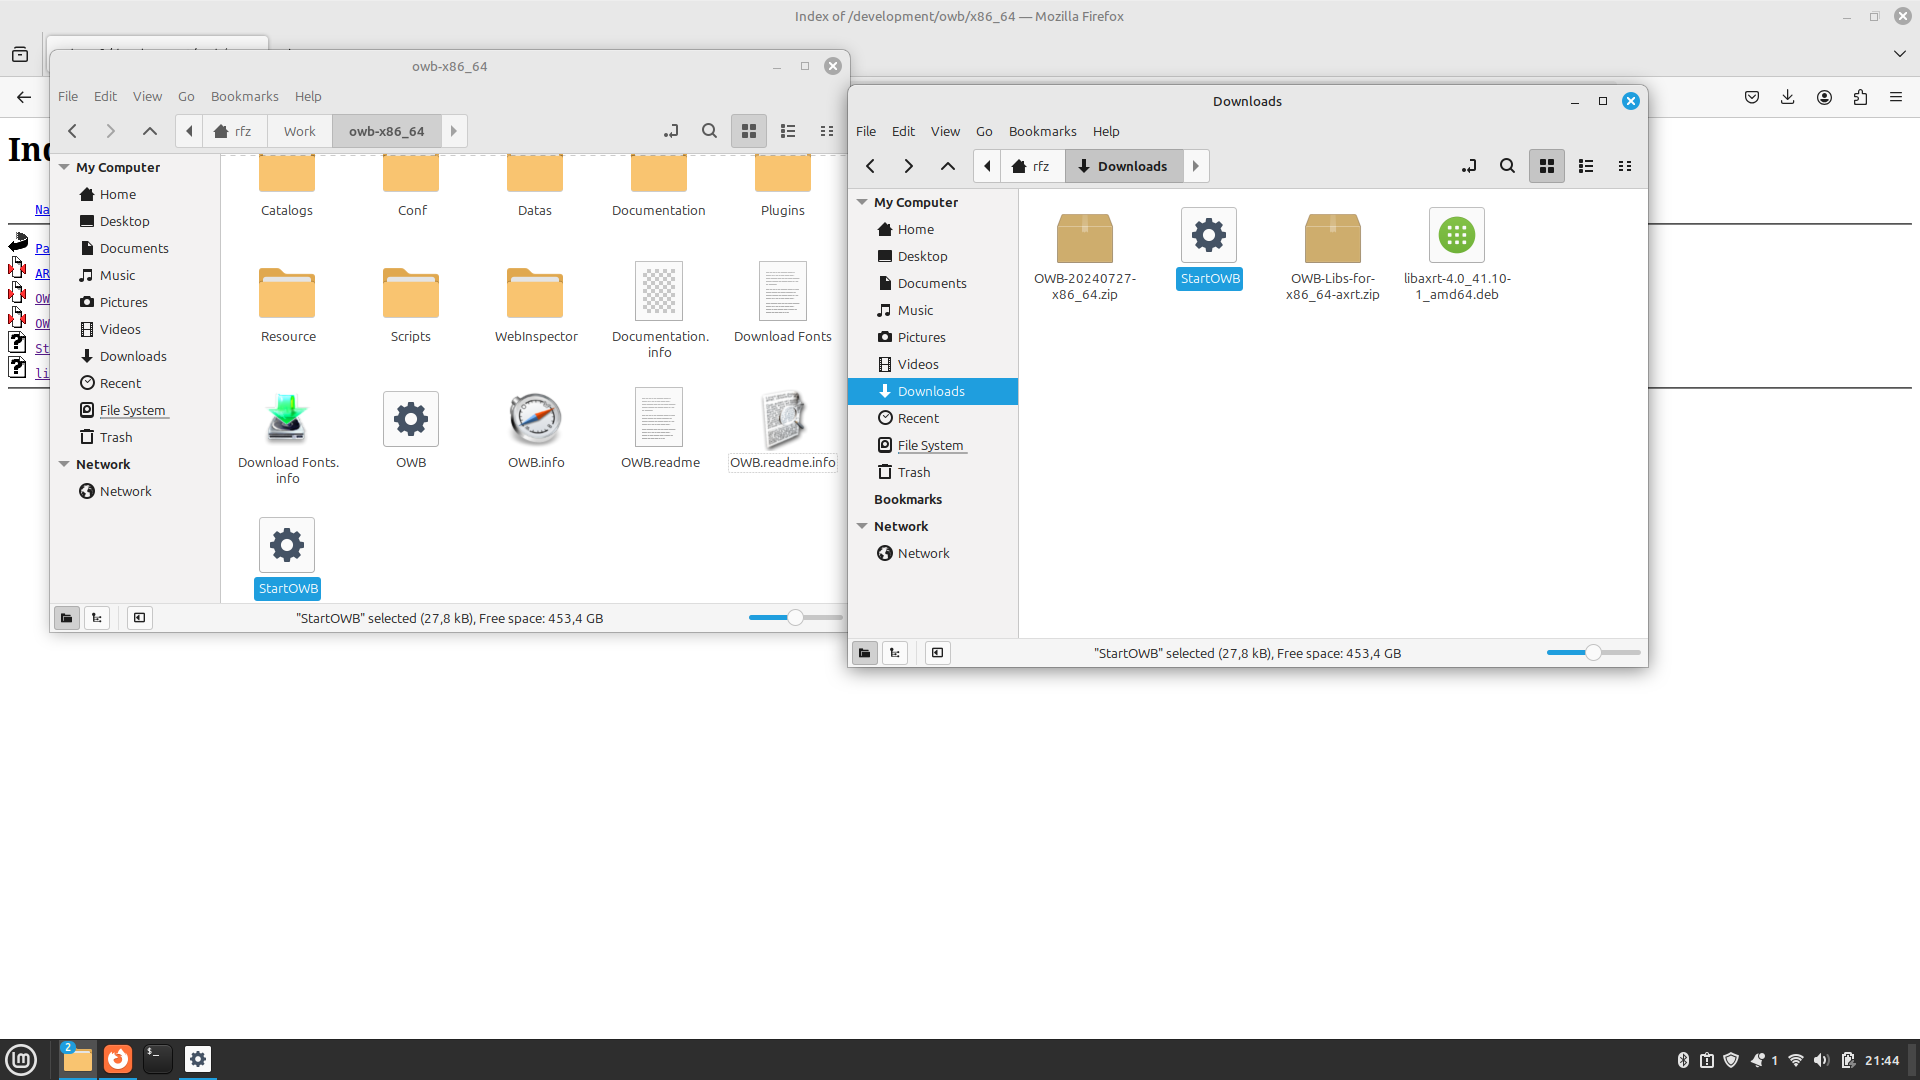 Index of /development/owb/x86_64 — Mozilla Firefox
owb-x86_64
File Edit View Go Bookmarks Help
rfz Work owb-x86_64
My Computer
Home
Desktop
Documents
Music
Pictures
Videos
Downloads
Recent
File System
Trash
Network
Network
Catalogs Conf Datas Documentation Plugins
Resource Scripts WebInspector Documentation.
info Download Fonts
Download Fonts.
info OWB OWB.info OWB.readme OWB.readme.info
StartOWB
"StartOWB" selected (27,8 kB), Free space: 453,4 GB
Downloads
File Edit View Go Bookmarks Help
rfz Downloads
My Computer
Home
Desktop
Documents
Music
Pictures
Videos
Downloads
Recent
File System
Trash
Bookmarks
Network
Network
OWB-20240727-
x86_64.zip
StartOWB
OWB-Libs-for-
x86_64-axrt.zip
libaxrt-4.0_41.10-
1_amd64.deb
"StartOWB" selected (27,8 kB), Free space: 453,4 GB
Na
Pa
AR
OW
OW
St
li
2
1 21:44